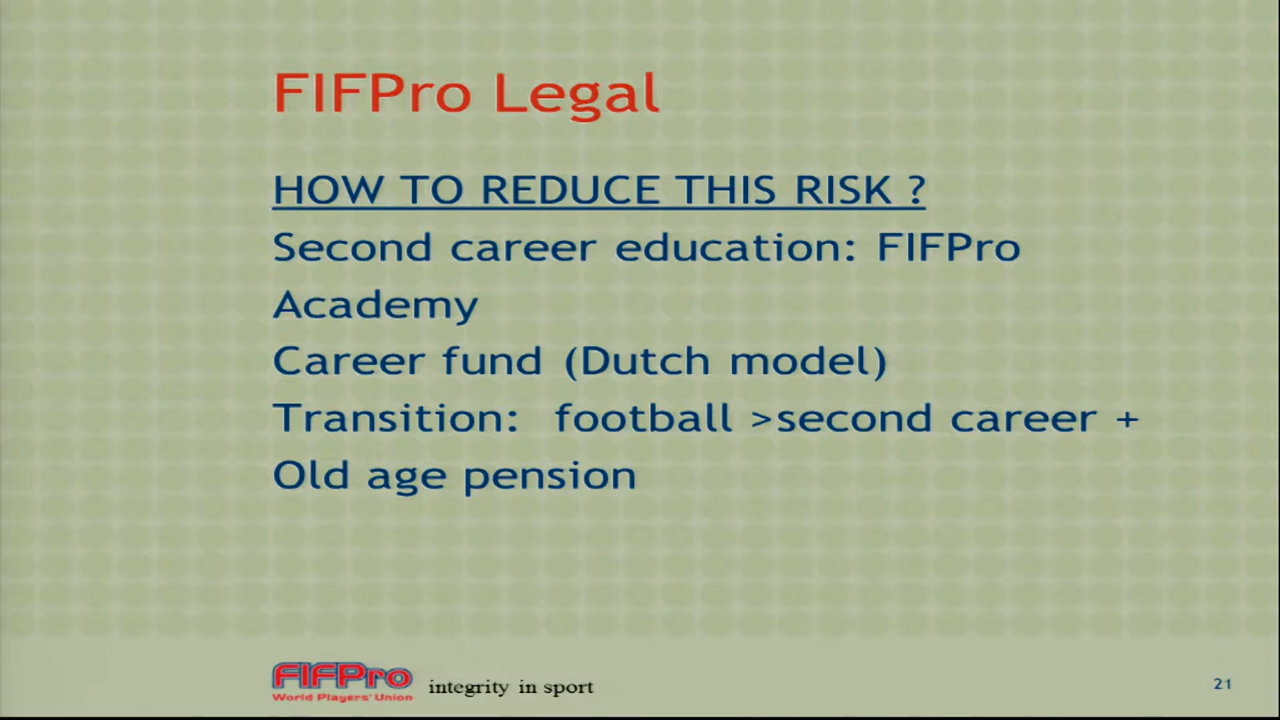 FIFPro Legal
HOW TO REDUCE THIS RISK ?
Second career education: FIFPro
Academy
Career fund (Dutch model)
Transition: football >second career +
Old age pension
FIFPro
World Players' Union
integrity in sport
21